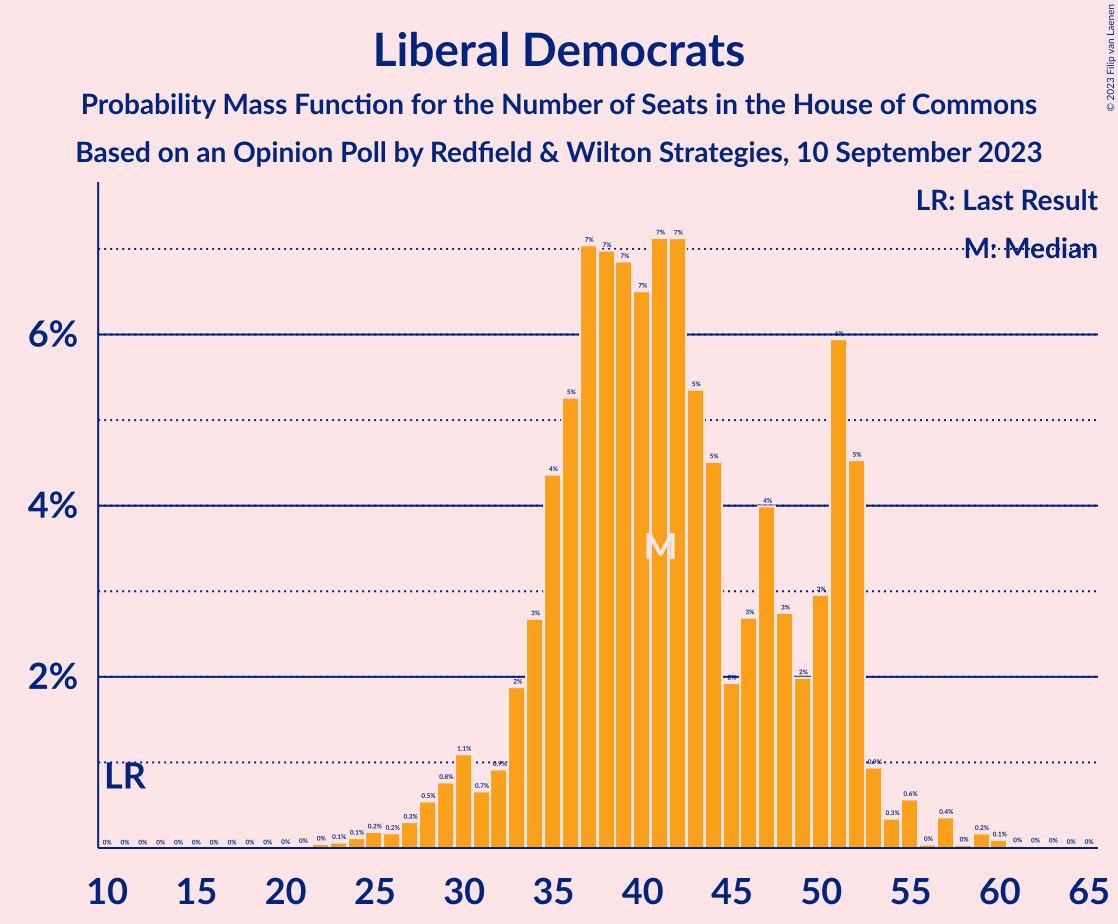 Liberal Democrats
Probability Mass Function for the Number of Seats in the House of Commons
Based on an Opinion Poll by Redfield & Wilton Strategies, 10 September 2023
© 2023 Filip van Laenen
LR: Last Result
M: Median
6%
4%
2%
LR
M
0% 0% 0% 0% 0% 0% 0% 0% 0% 0% 0% 0% 0% 0.1% 0.1% 0.2% 0.2% 0.3% 0.5% 0.8% 1.1% 0.7% 0.9% 2% 3% 4% 5% 7% 7% 7% 7% 7% 7% 5% 5% 2% 3% 4% 3% 2% 3% 6% 5% 0.9% 0.3% 0.6% 0% 0.4% 0% 0.2% 0.1% 0% 0% 0% 0% 0%
10 15 20 25 30 35 40 45 50 55 60 65